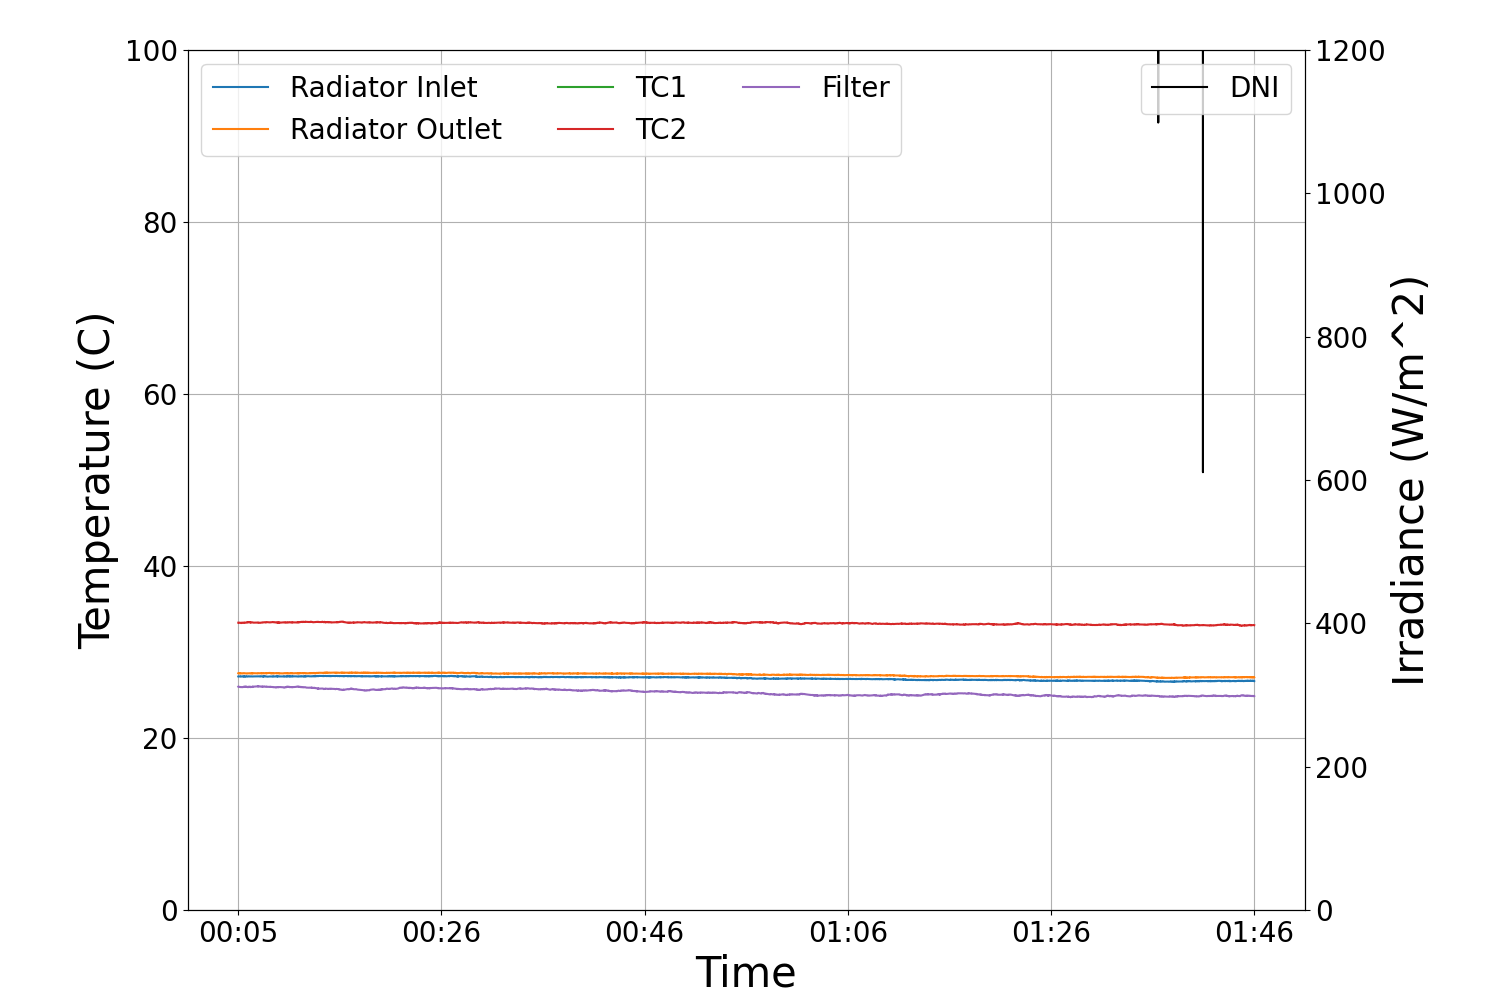 100
80
60
40
20
0
Temperature (C)
Radiator Inlet
Radiator Outlet
TC1
TC2
Filter
DNI
1200
1000
800
600
400
200
0
Irradiance (W/m^2)
00:05 00:26 00:46 01:06 01:26 01:46
Time